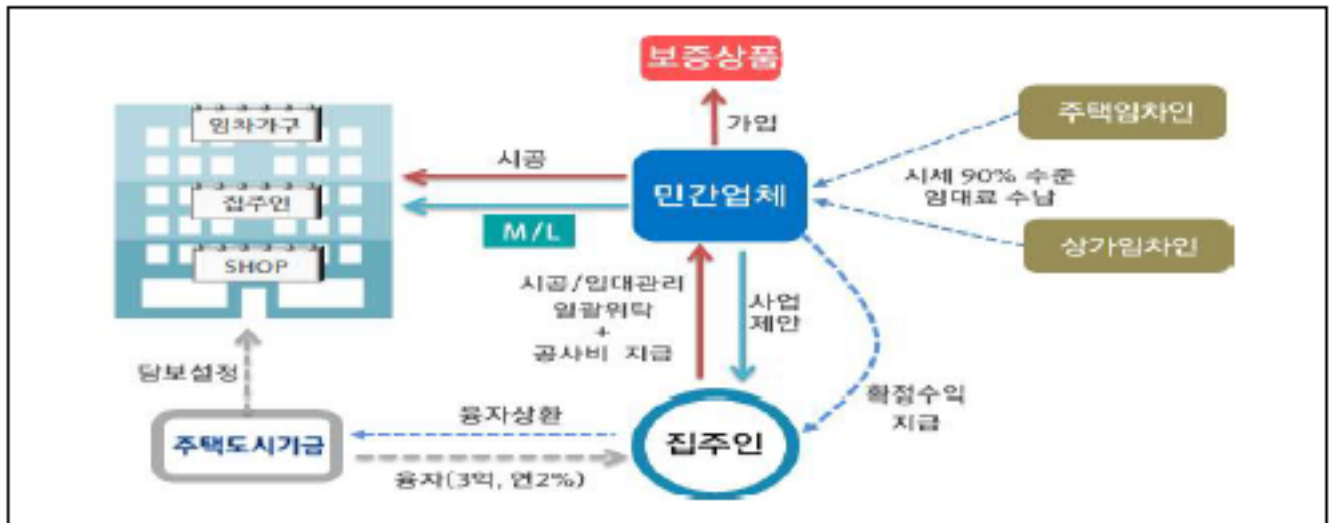 보증상품
가입
임차가구
집주인
SHOP
시공
M/L
민간업체
주택임차인
시세 90% 수준
임대료 수납
상가임차인
시공/임대관리
일괄위탁
+
공사비 지급
사업
제안
확정수익
지급
담보설정
주택도시기금
융자상환
융자(3억, 연2%)
집주인